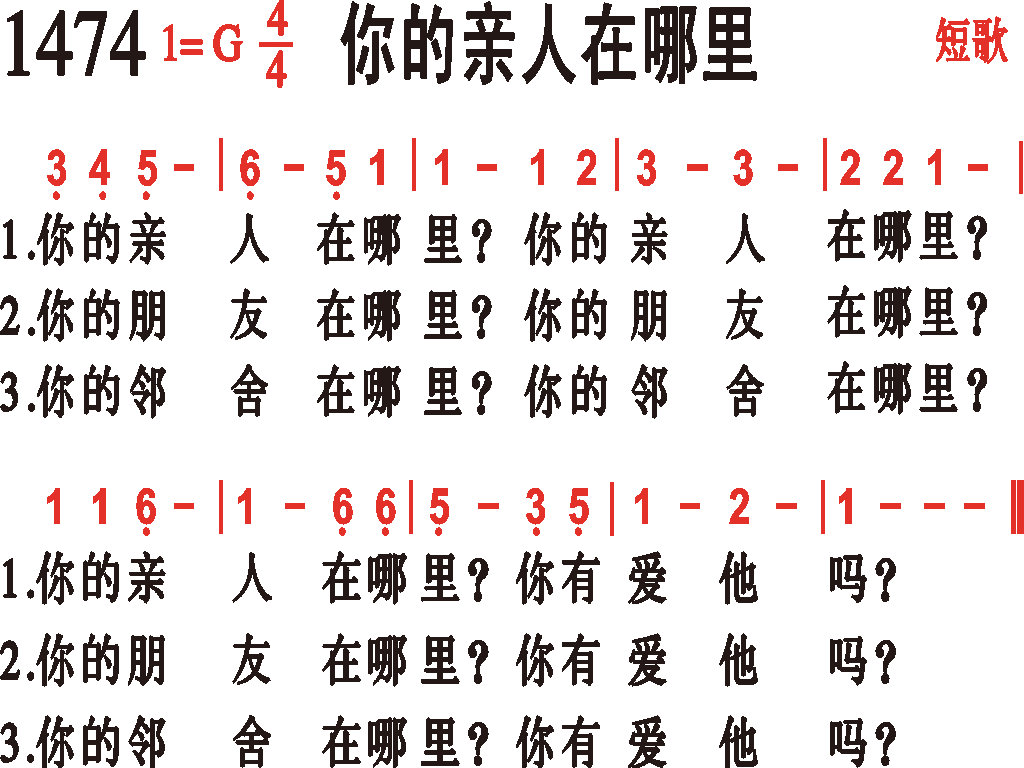 1474 1=G 4/4 你的亲人在哪里 短歌
3̣ 4̣ 5̣ - | 6̣ - 5̣ 1 | 1 - 1 2 | 3 - 3 - | 2 2 1 - |
1.你的亲 人 在哪 里? 你的 亲 人 在哪里?
2.你的朋 友 在哪 里? 你的 朋 友 在哪里?
3.你的邻 舍 在哪 里? 你的 邻 舍 在哪里?
1 1 6̣ - | 1 - 6̣ 6̣ | 5̣ - 3̣ 5̣ | 1 - 2 - | 1 - - - ‖
1.你的亲 人 在哪 里? 你有 爱 他 吗?
2.你的朋 友 在哪 里? 你有 爱 他 吗?
3.你的邻 舍 在哪 里? 你有 爱 他 吗?